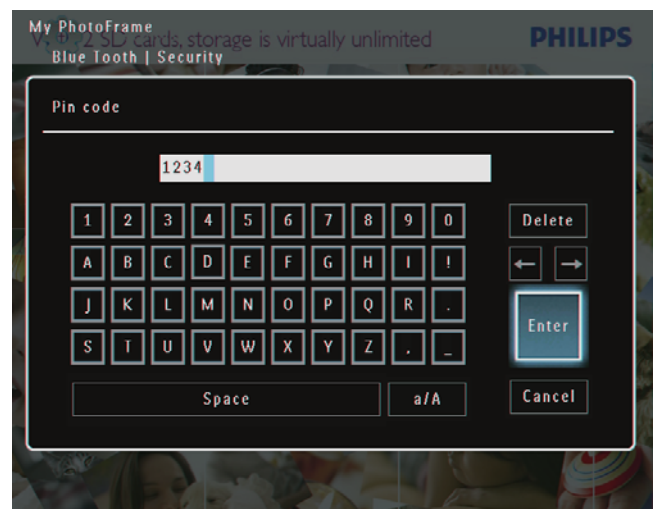 My PhotoFrame
V, Φ, 2 SD cards, storage is virtually unlimited
PHILIPS
Blue Tooth | Security
Pin code
1234
1 2 3 4 5 6 7 8 9 0 Delete
A B C D E F G H I ! ← →
J K L M N O P Q R .
Enter
S T U V W X Y Z , _
Space a/A Cancel